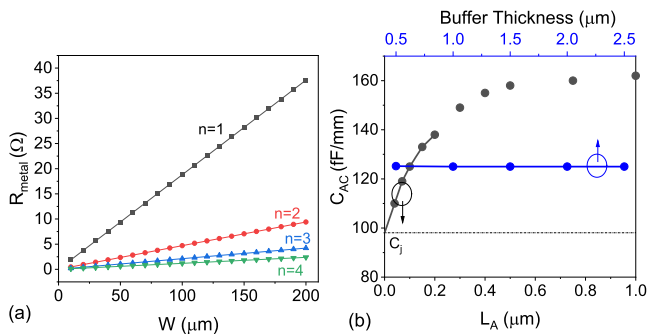 40
35
30
25
20
15
10
5
0
R_metal (Ω)
n=1
n=2
n=3
n=4
0 50 100 150 200
W (μm)
(a)
Buffer Thickness (μm)
0.5 1.0 1.5 2.0 2.5
160
140
120
100
80
C_AC (fF/mm)
C_j
0.0 0.2 0.4 0.6 0.8 1.0
L_A (μm)
(b)